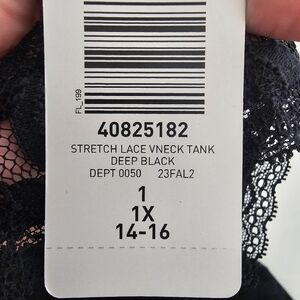 FL_199
40825182
STRETCH LACE VNECK TANK
DEEP BLACK
DEPT 0050 23FAL2
1
1X
14-16